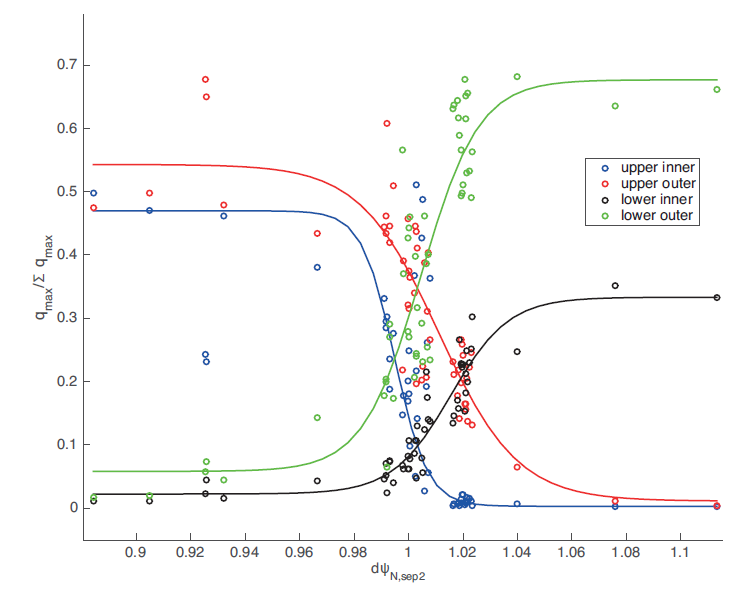 0.7
0.6
0.5
0.4
0.3
0.2
0.1
0
q_max/Σ q_max
upper inner
upper outer
lower inner
lower outer
0.9 0.92 0.94 0.96 0.98 1 1.02 1.04 1.06 1.08 1.1
dψ_N,sep2